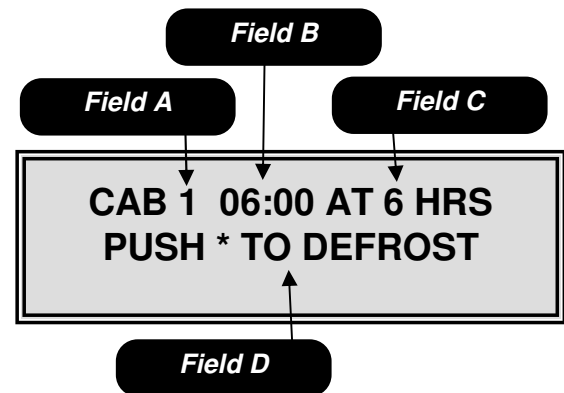 Field B
Field A
Field C
CAB 1 06:00 AT 6 HRS
PUSH * TO DEFROST
Field D